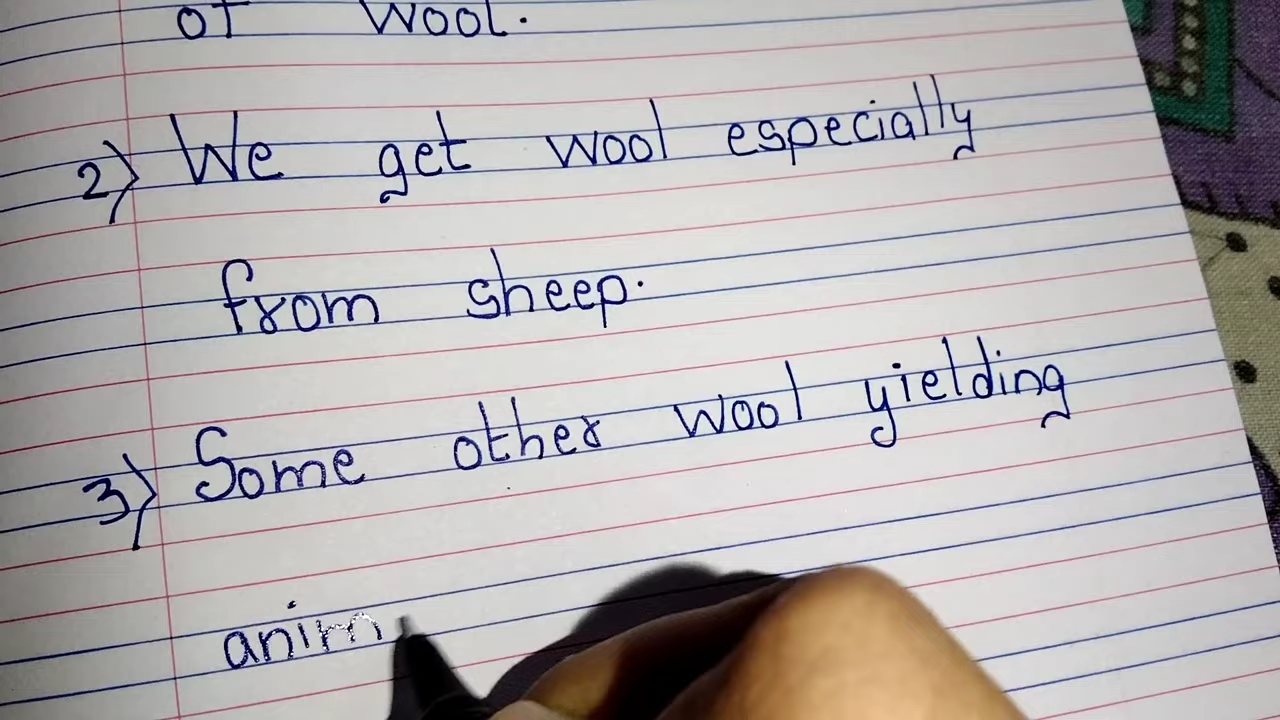 of wool.
2) We get wool especially
from sheep.
3) Some other wool yielding
anim